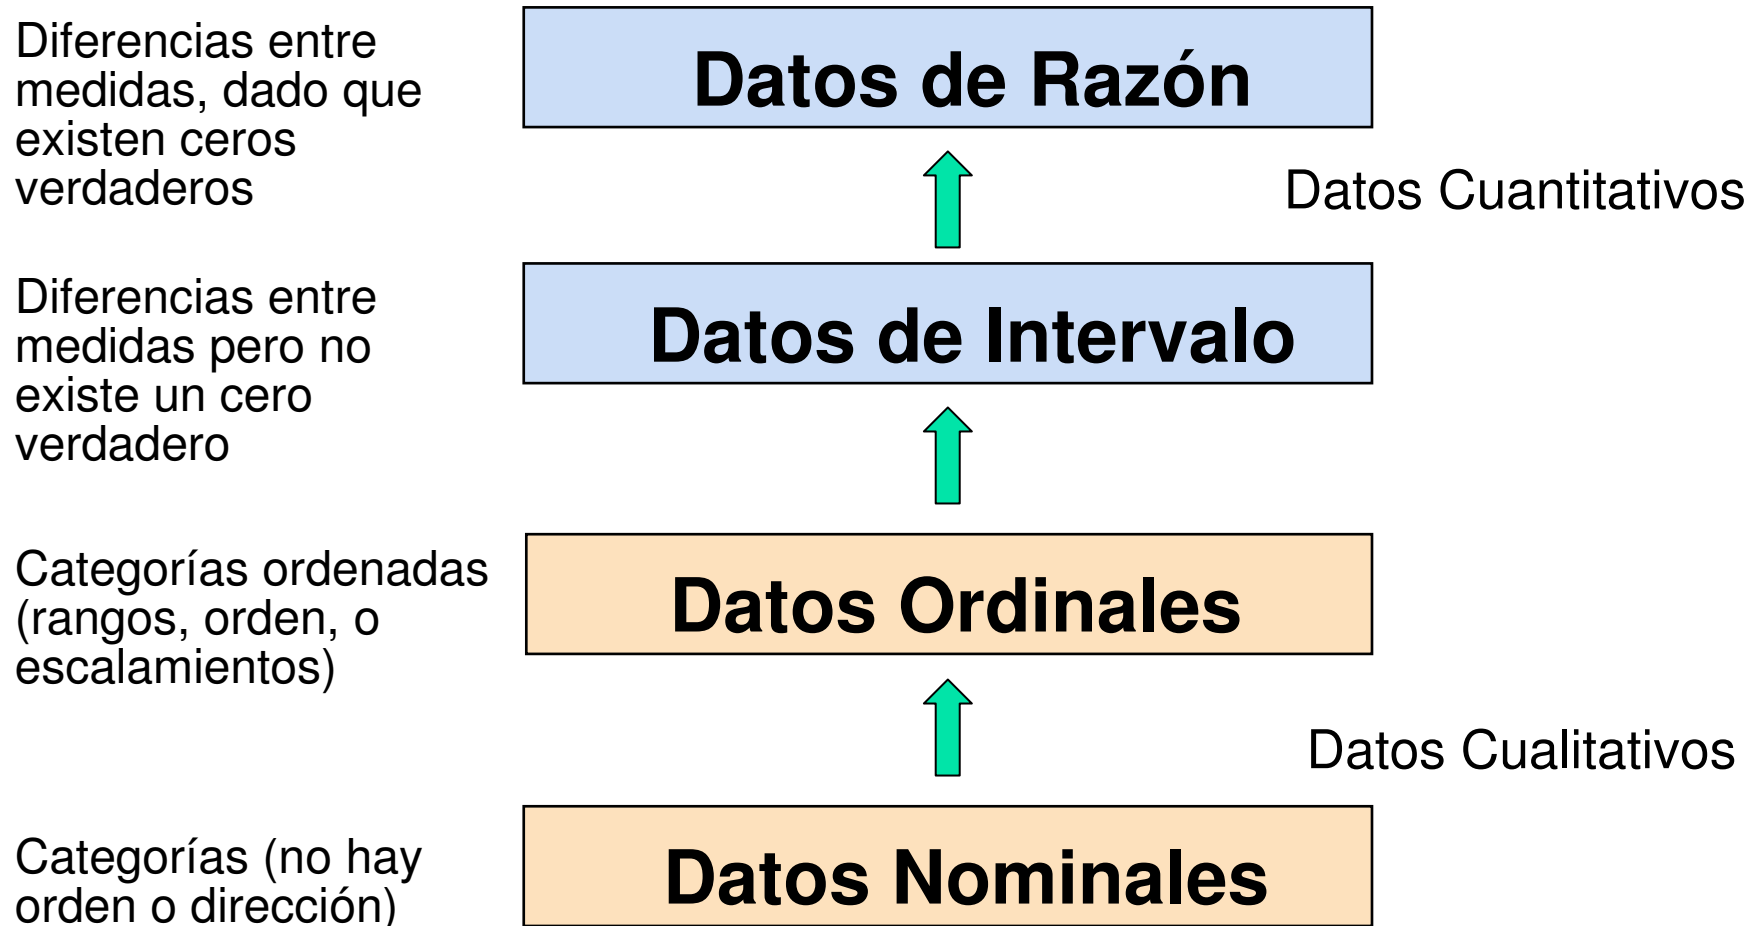 Diferencias entre
medidas, dado que
existen ceros
verdaderos
Datos de Razón
Datos Cuantitativos
Diferencias entre
medidas pero no
existe un cero
verdadero
Datos de Intervalo
Categorías ordenadas
(rangos, orden, o
escalamientos)
Datos Ordinales
Datos Cualitativos
Categorías (no hay
orden o dirección)
Datos Nominales